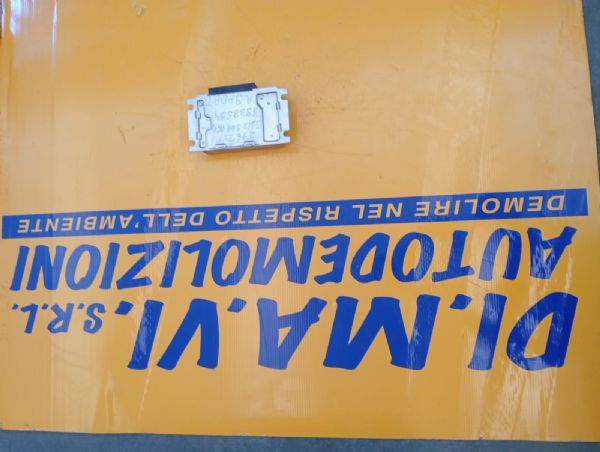 DI.MA.VI. S.R.L.
AUTODEMOLIZIONI
DEMOLIRE NEL RISPETTO DELL'AMBIENTE